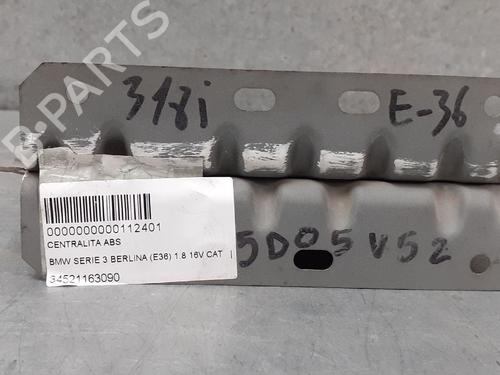 B-PARTS
318i
E-36
0000000000112401
CENTRALITA ABS
BMW SERIE 3 BERLINA (E36) 1.8 16V CAT |
34521163090
5D05V52